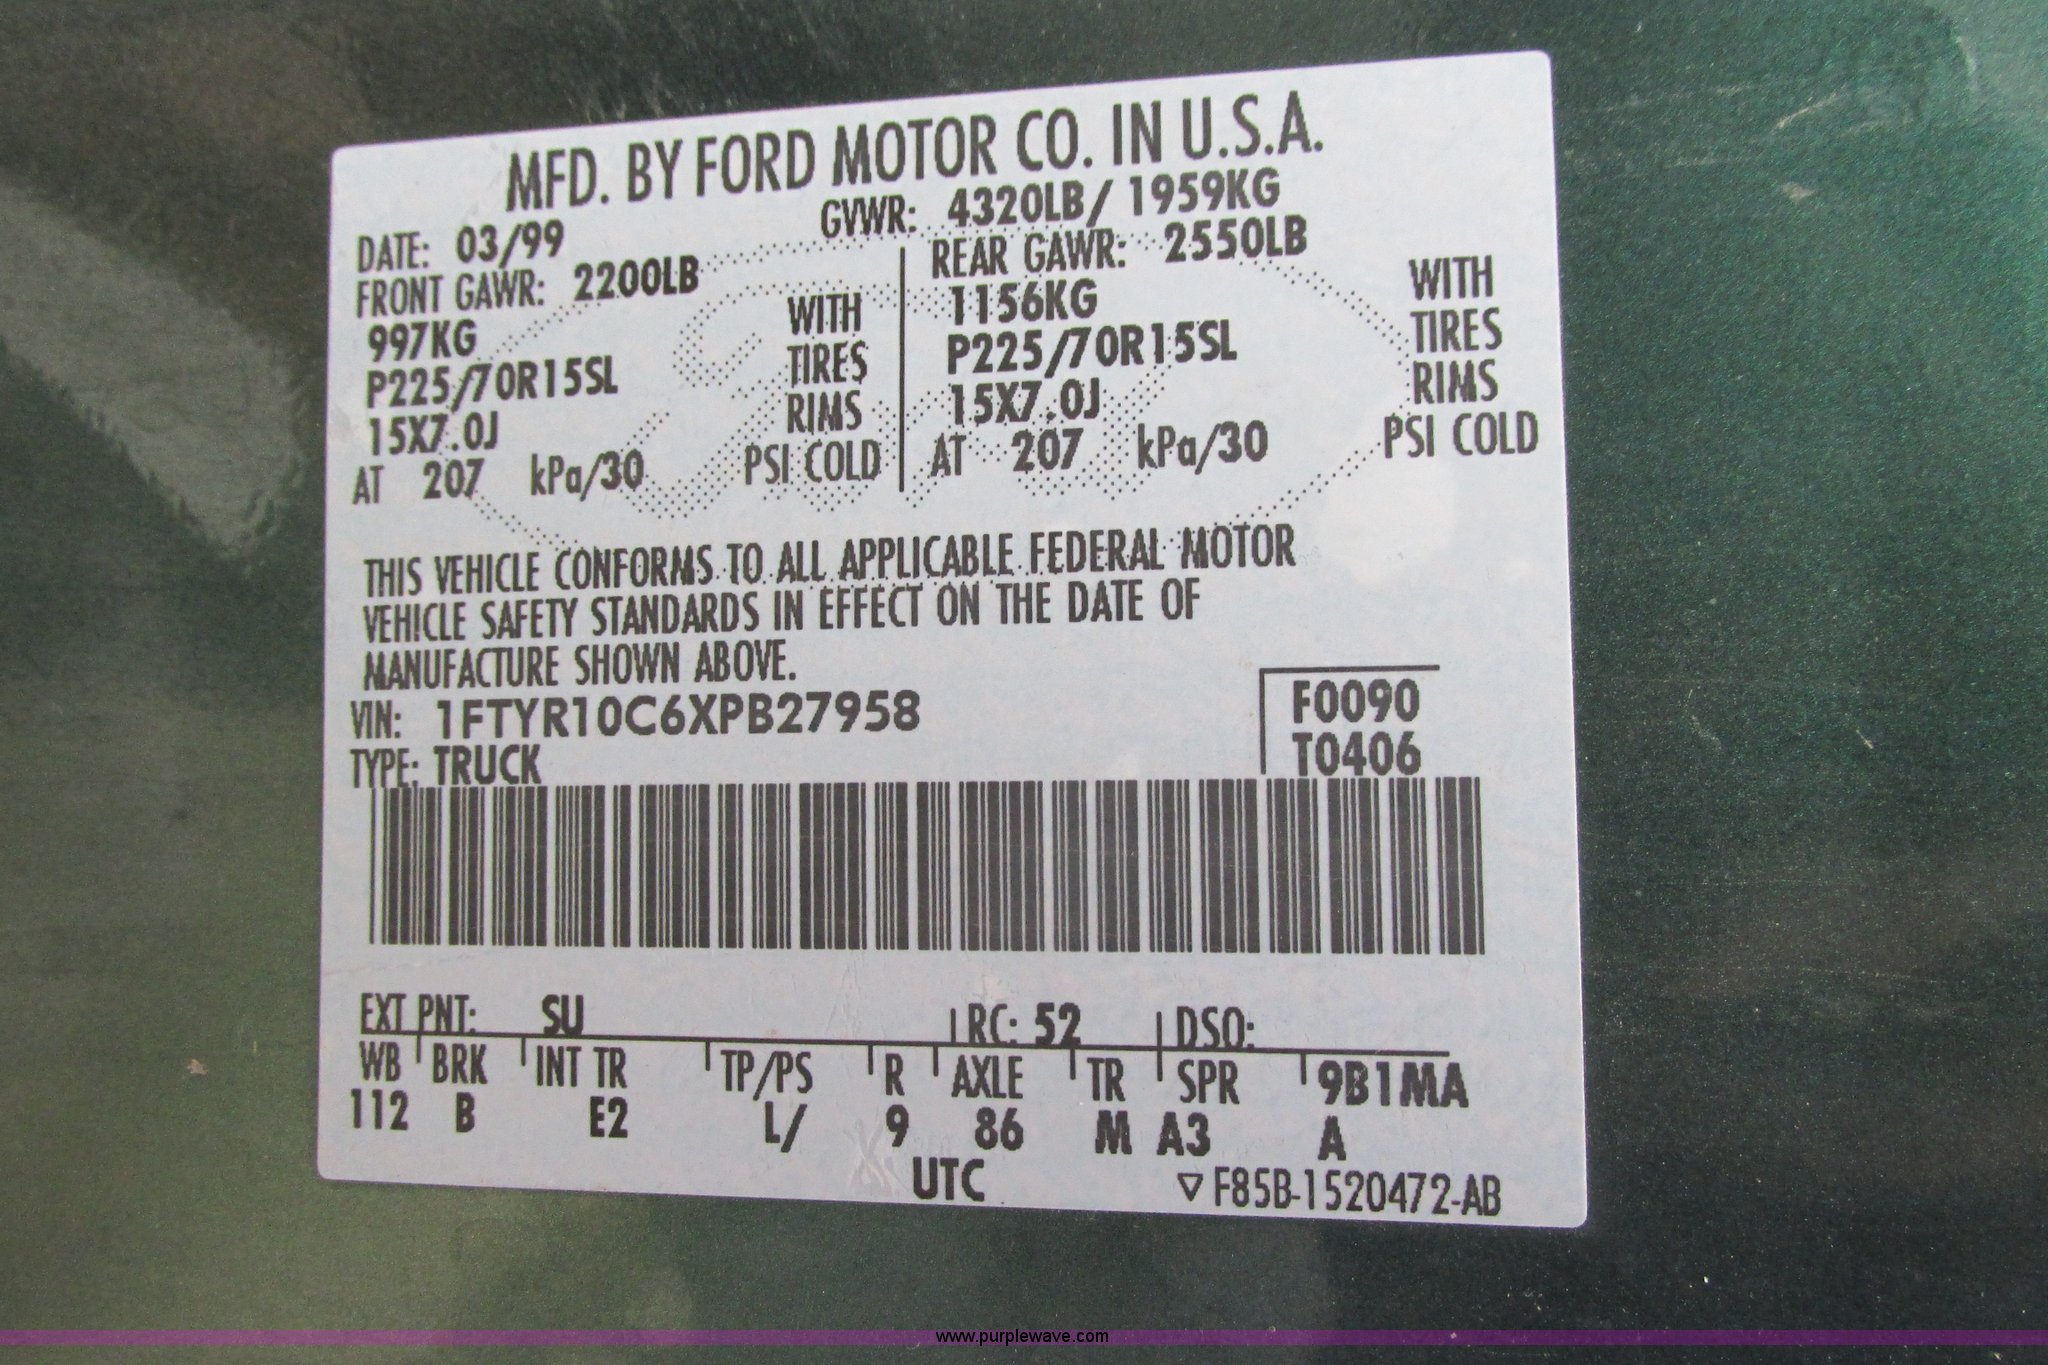 MFD. BY FORD MOTOR CO. IN U.S.A.
DATE: 03/99 GVWR: 4320LB/ 1959KG
FRONT GAWR: 2200LB REAR GAWR: 2550LB
997KG WITH 1156KG WITH
P225/70R15SL TIRES P225/70R15SL TIRES
15X7.0J RIMS 15X7.0J RIMS
AT 207 kPa/30 PSI COLD AT 207 kPa/30 PSI COLD
THIS VEHICLE CONFORMS TO ALL APPLICABLE FEDERAL MOTOR
VEHICLE SAFETY STANDARDS IN EFFECT ON THE DATE OF
MANUFACTURE SHOWN ABOVE.
VIN: 1FTYR10C6XPB27958 F0090
TYPE: TRUCK T0406
EXT PNT: SU RC: 52 DSO:
WB BRK INT TR TP/PS R AXLE TR SPR 9B1MA
112 B E2 L/ 9 86 M A3 A
UTC ▽F85B-1520472-AB
www.purplewave.com